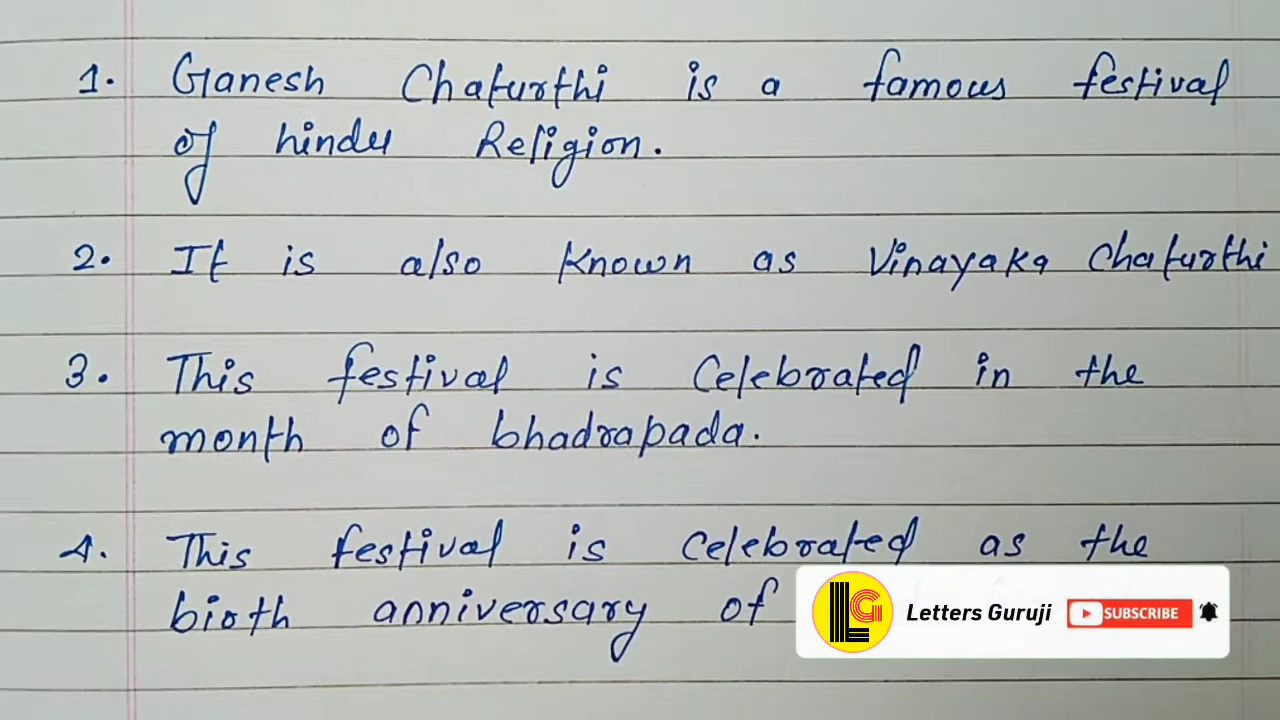 1. Ganesh Chaturthi is a famous festival
of hindu Religion.
2. It is also Known as Vinayaka Chaturthi
3. This festival is Celebrated in the
month of bhadrapada.
4. This festival is Celebrated as the
birth anniversary of
LG Letters Guruji SUBSCRIBE